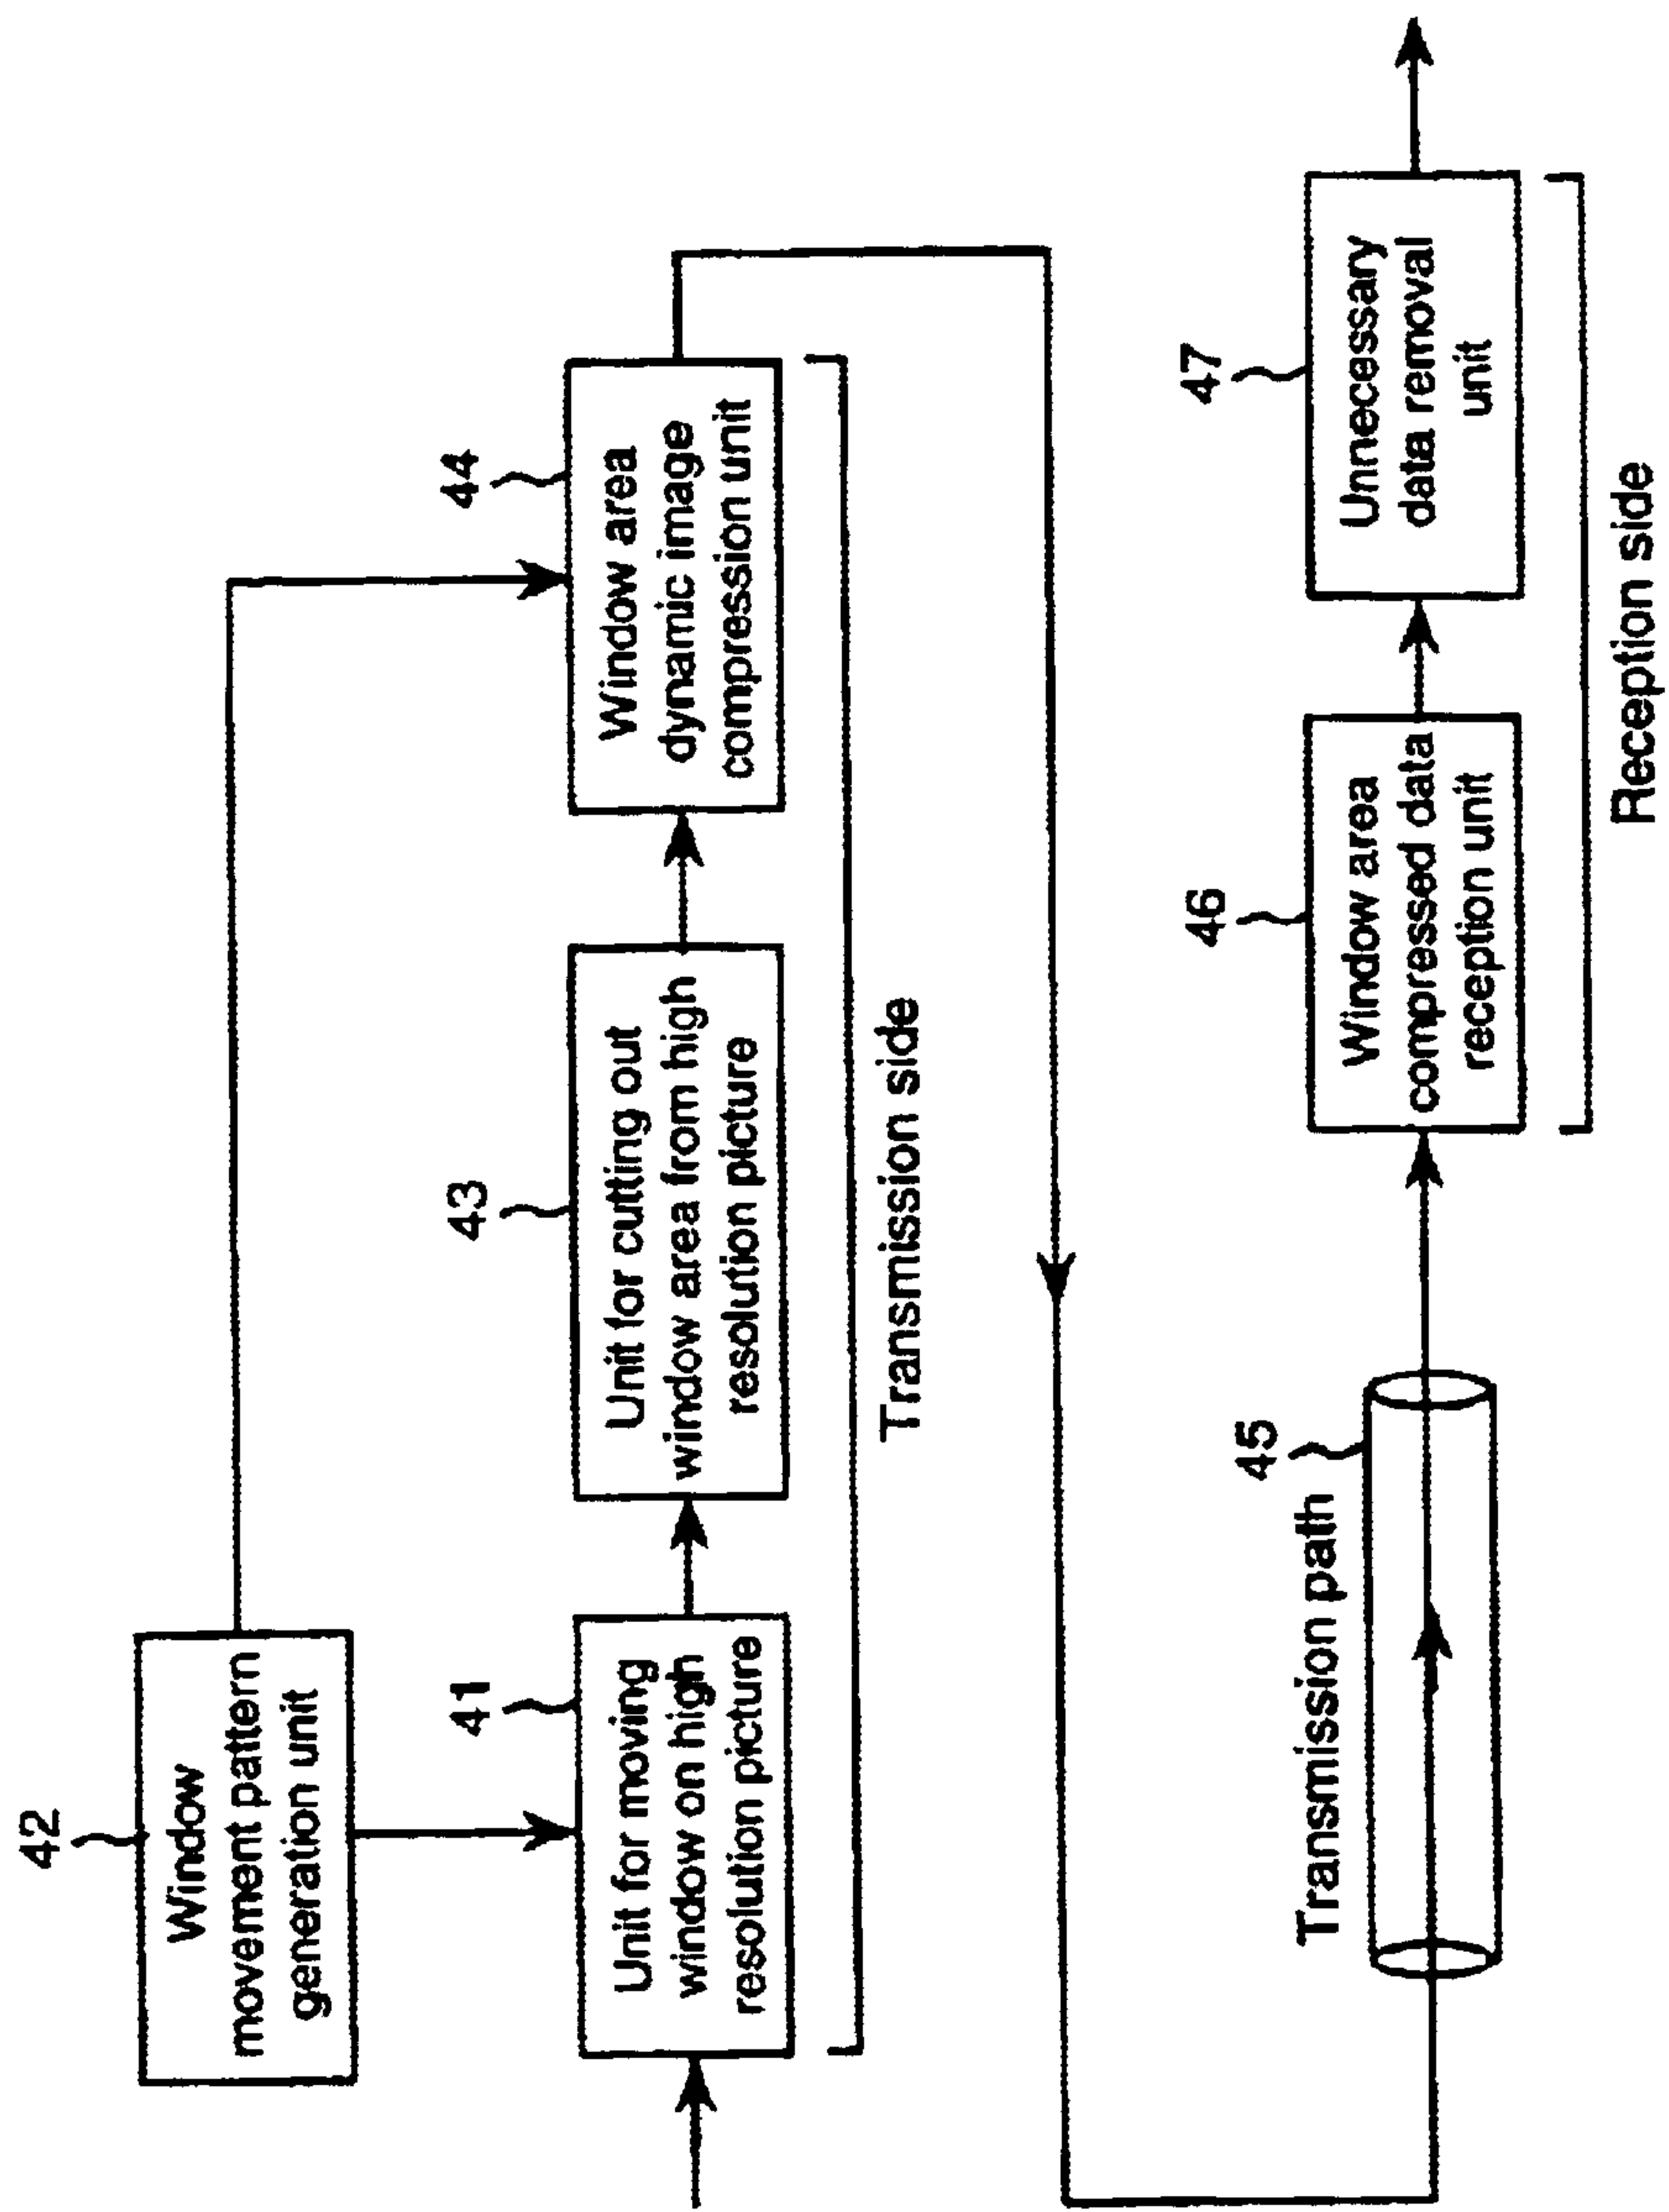 42
Window
movement pattern
generation unit
41
Unit for moving
window on high
resolution picture
43
Unit for cutting out
window area from high
resolution picture
44
Window area
dynamic image
compression unit
Transmission side
Transmission path
45
46
Window area
compressed data
reception unit
47
Unnecessary
data removal
unit
Reception side